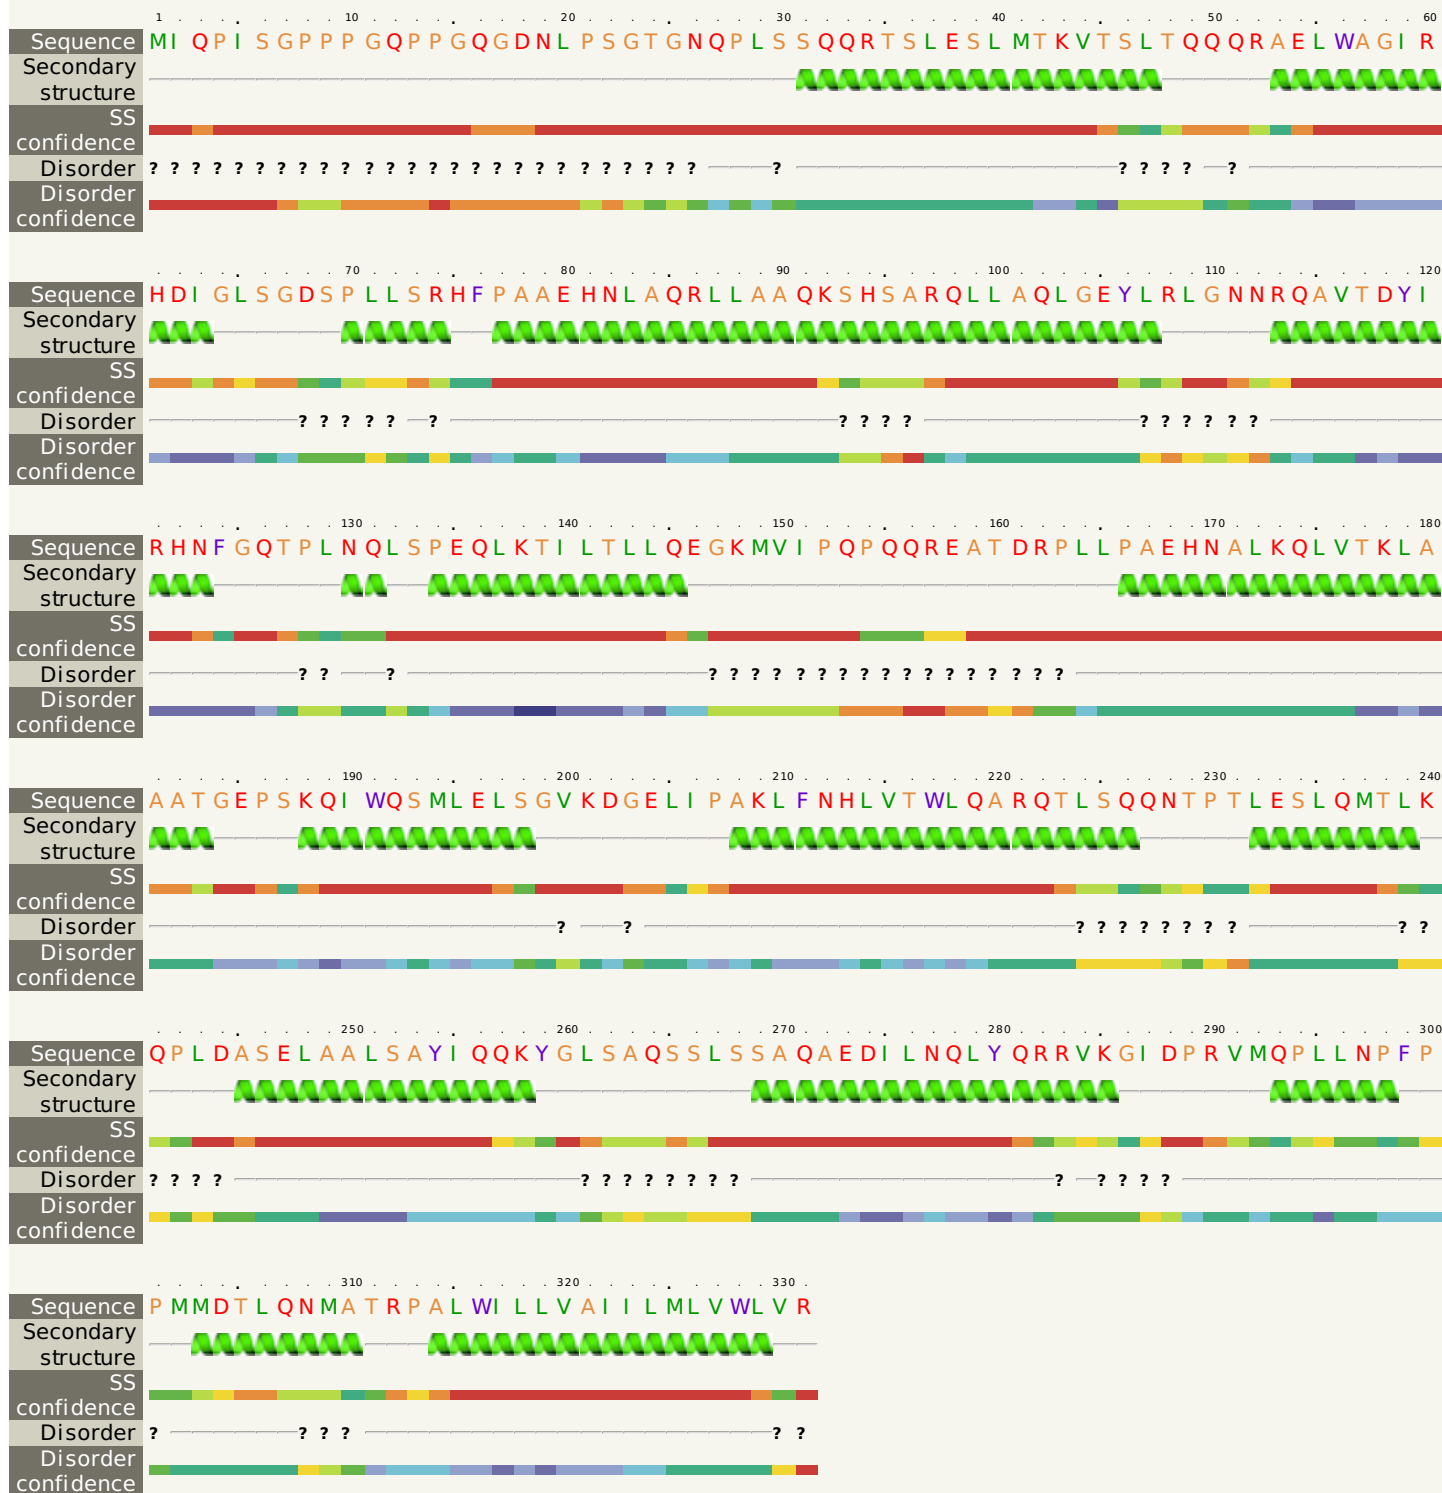 1 10 20 30 40 50 60
Sequence MIQPISGPPPGQPPGQGDNLPSGTGNQPLSSQQRTSLESLMTKVTSLTQQQRAELWAGIR
Secondary
structure
SS
confidence
Disorder ? ? ? ? ? ? ? ? ? ? ? ? ? ? ? ? ? ? ? ? ? ? ? ? ? ? ? ? ? ? ? ?
Disorder
confidence
70 80 90 100 110 120
Sequence HDIGLSGDSPLLSRHFPAAEHNLAQRLLAAQKSHSARQLLAQLGEYLRLGNNRQAVTDYI
Secondary
structure
SS
confidence
Disorder ? ? ? ? ? ? ? ? ? ? ? ? ? ? ? ?
Disorder
confidence
130 140 150 160 170 180
Sequence RHNFGQTPLNQLSPEQLKTILTLLQEGKMVIPQPQQREATDRPLLPAEHNALKQLVTKLA
Secondary
structure
SS
confidence
Disorder ? ? ? ? ? ? ? ? ? ? ? ? ? ? ? ? ? ? ? ?
Disorder
confidence
190 200 210 220 230 240
Sequence AATGEPSKQIWQSMLELSGVKDGELIPAKLFNHLVTWLQARQTLSQQNTPTLESLQMTLK
Secondary
structure
SS
confidence
Disorder ? ? ? ? ? ? ? ? ? ? ? ?
Disorder
confidence
250 260 270 280 290 300
Sequence QPLDASELAALSAYIQQKYGLSAQSSLSSAQAEDILNQLYQRRVKGIDPRVMQPLLNPFP
Secondary
structure
SS
confidence
Disorder ? ? ? ? ? ? ? ? ? ? ? ? ? ? ? ? ?
Disorder
confidence
310 320 330
Sequence PMMDTLQNMATRPALWILLVAIILMLVWLVR
Secondary
structure
SS
confidence
Disorder ? ? ? ? ? ?
Disorder
confidence